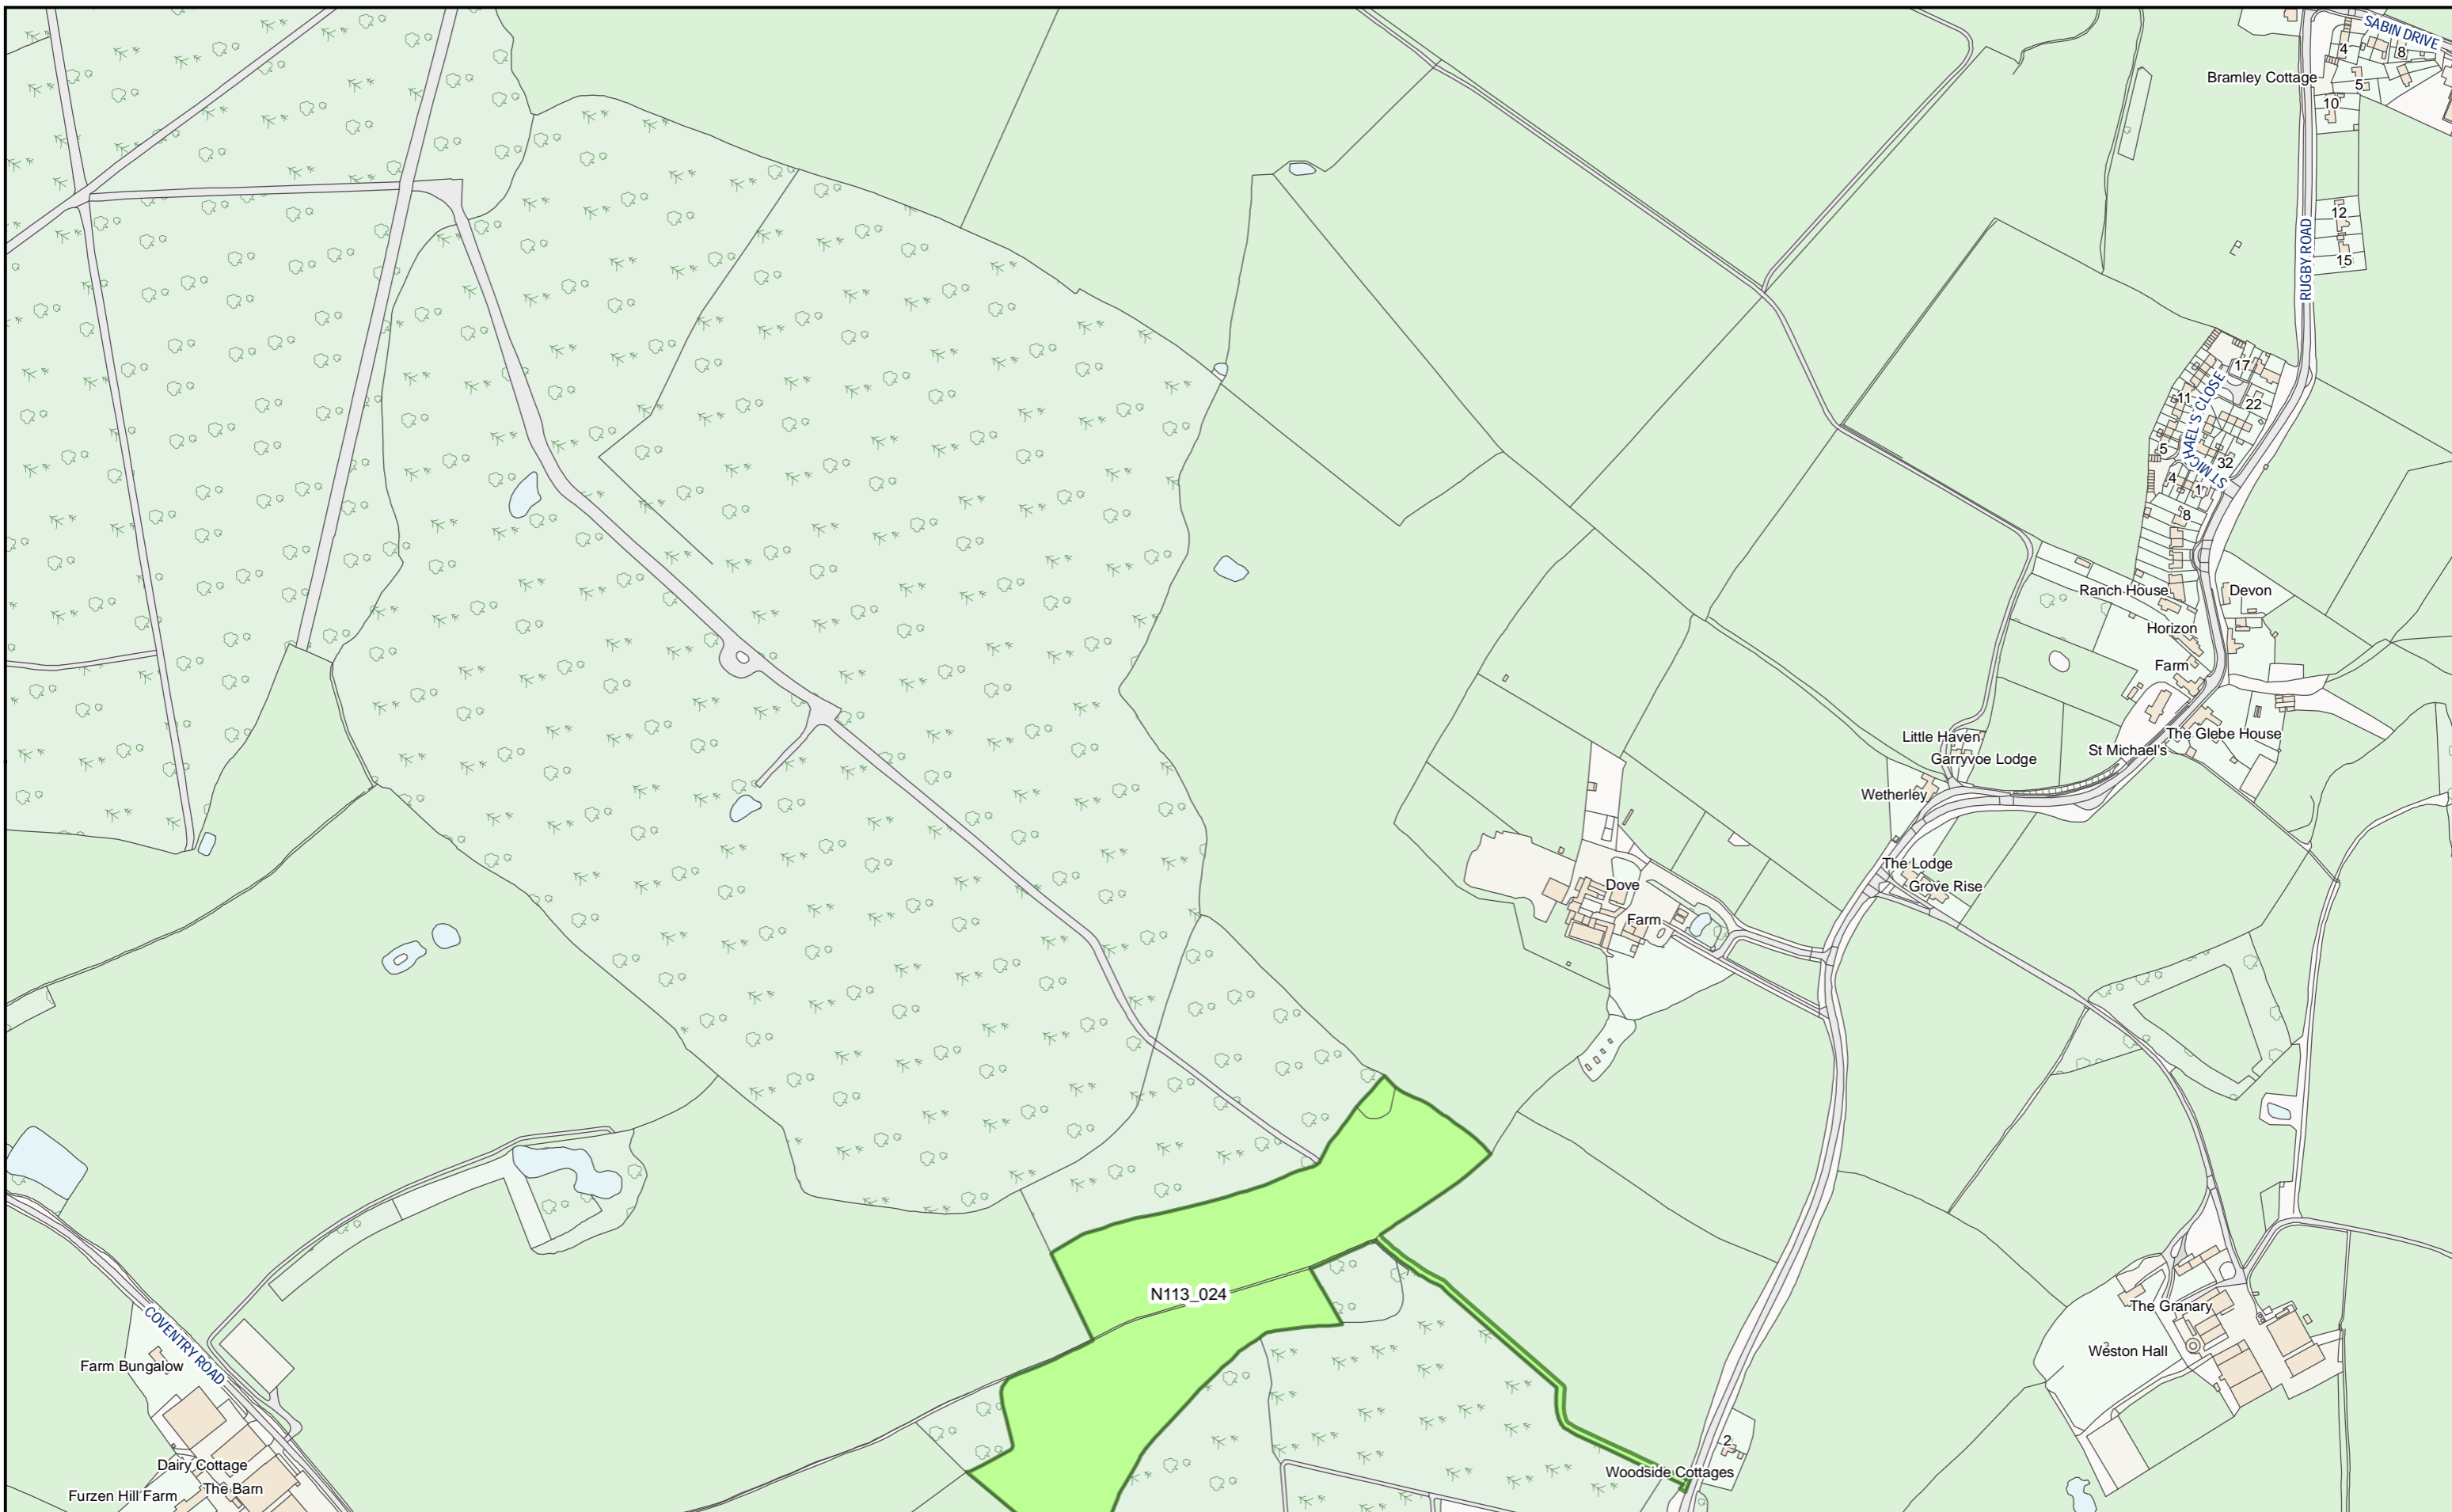 SABIN DRIVE
4
8
Bramley Cottage
5
10
12
RUGBY ROAD
15
17
11
22
ST MICHAEL'S CLOSE
5
32
4
1
8
Ranch House
Devon
Horizon
Farm
Little Haven
The Glebe House
St Michael's
Garryvoe Lodge
Wetherley
The Lodge
Dove
Grove Rise
Farm
N113_024
COVENTRY ROAD
The Granary
2
Weston Hall
Farm Bungalow
2
Dairy Cottage
Woodside Cottages
The Barn
Furzen Hill Farm